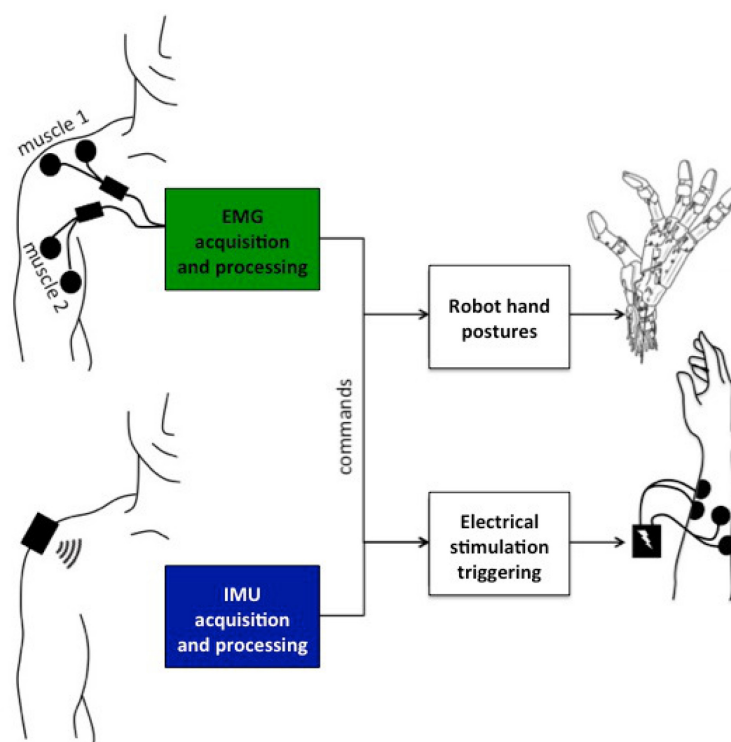 muscle 1
muscle 2
EMG
acquisition
and processing
Robot hand
postures
commands
Electrical
stimulation
triggering
IMU
acquisition
and processing